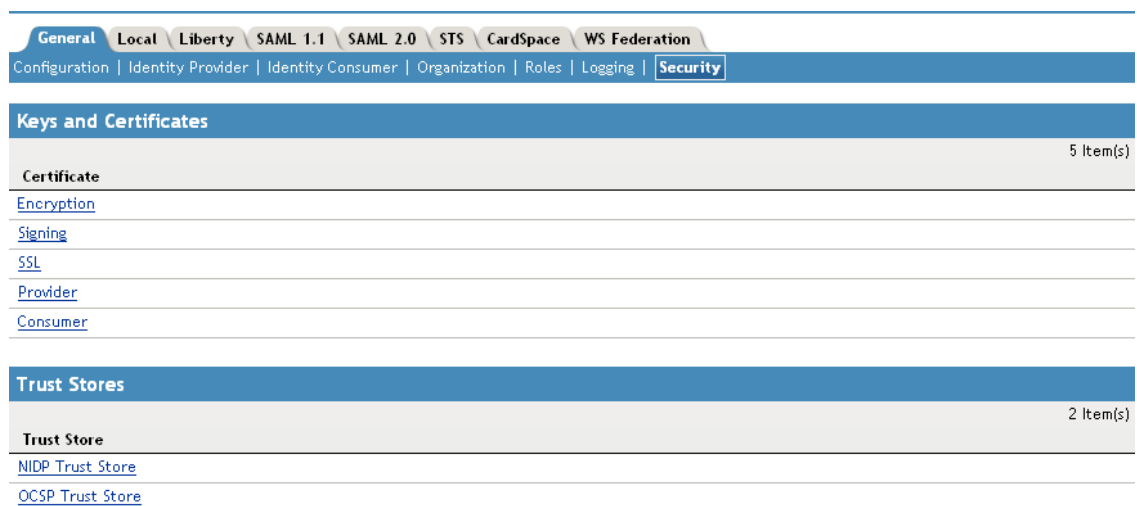 General Local Liberty SAML 1.1 SAML 2.0 STS CardSpace WS Federation
Configuration | Identity Provider | Identity Consumer | Organization | Roles | Logging | Security
Keys and Certificates
5 Item(s)
Certificate
Encryption
Signing
SSL
Provider
Consumer
Trust Stores
2 Item(s)
Trust Store
NIDP Trust Store
OCSP Trust Store